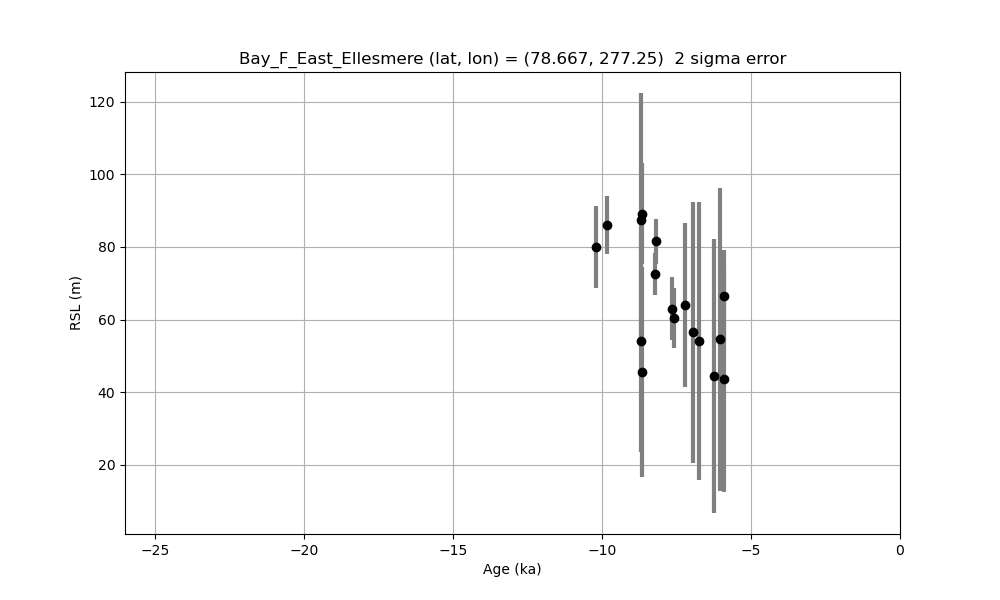 Bay_F_East_Ellesmere (lat, lon) = (78.667, 277.25)  2 sigma error
RSL (m)
120
100
80
60
40
20
−25 −20 −15 −10 −5 0
Age (ka)